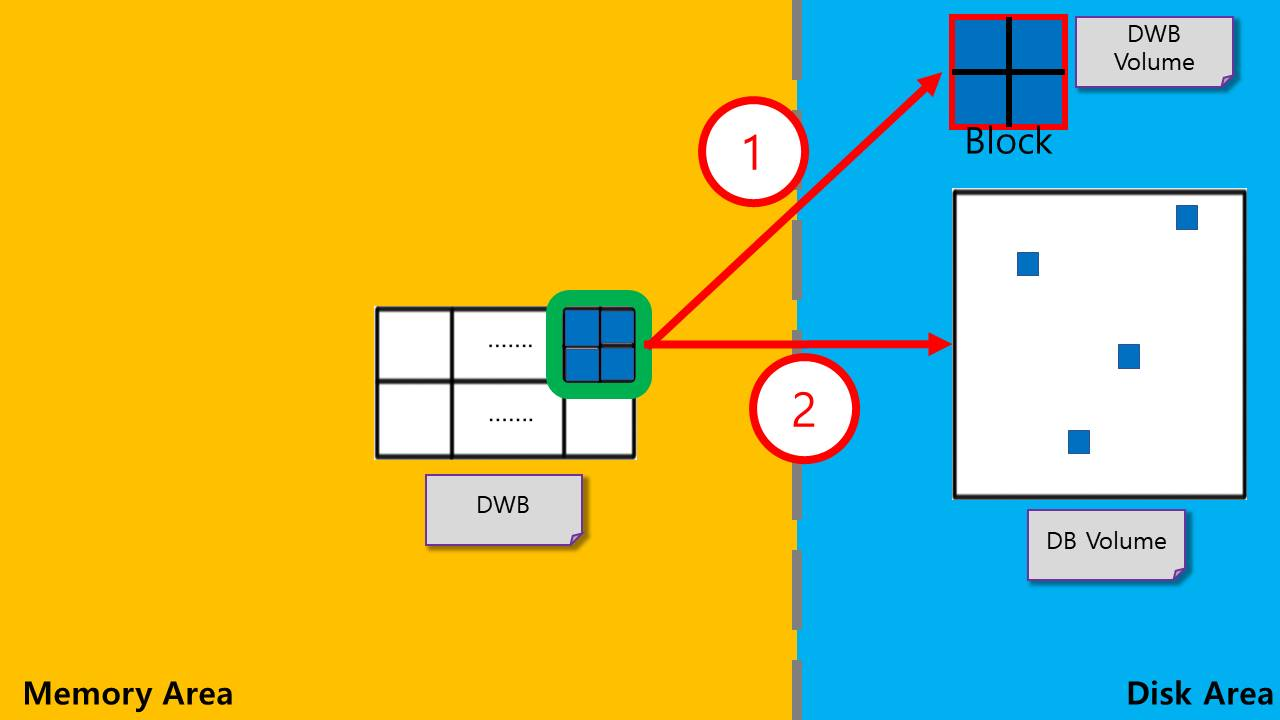 DWB
Volume
Block
1
.......
.......
2
DWB
DB Volume
Memory Area
Disk Area